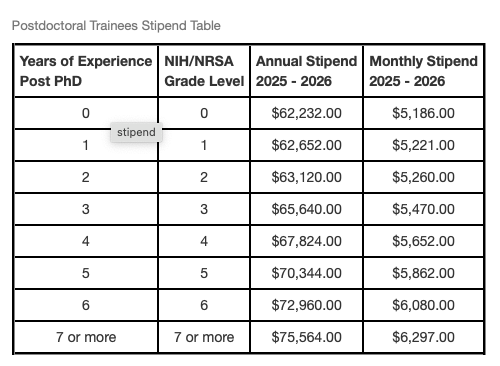 Postdoctoral Trainees Stipend Table
Years of Experience Post PhD NIH/NRSA Grade Level Annual Stipend 2025 - 2026 Monthly Stipend 2025 - 2026
0 0 $62,232.00 $5,186.00
stipend
1 1 $62,652.00 $5,221.00
2 2 $63,120.00 $5,260.00
3 3 $65,640.00 $5,470.00
4 4 $67,824.00 $5,652.00
5 5 $70,344.00 $5,862.00
6 6 $72,960.00 $6,080.00
7 or more 7 or more $75,564.00 $6,297.00